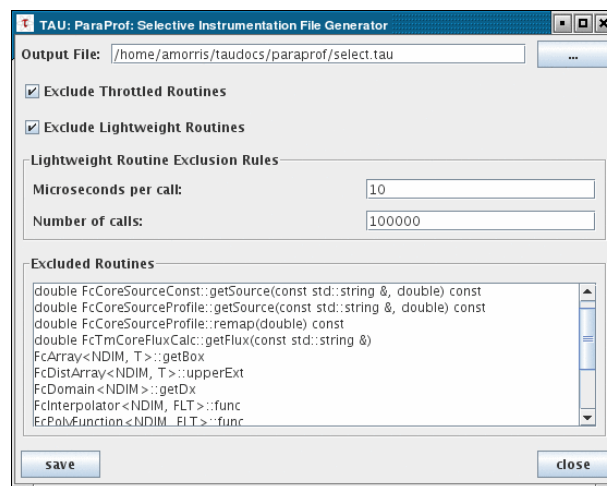 TAU: ParaProf: Selective Instrumentation File Generator
Output File: /home/amorris/taudocs/paraprof/select.tau ...
Exclude Throttled Routines
Exclude Lightweight Routines
Lightweight Routine Exclusion Rules
Microseconds per call: 10
Number of calls: 100000
Excluded Routines
double FcCoreSourceConst::getSource(const std::string &, double) const
double FcCoreSourceProfile::getSource(const std::string &, double) const
double FcCoreSourceProfile::remap(double) const
double FcTmCoreFluxCalc::getFlux(const std::string &)
FcArray<NDIM, T>::getBox
FcDistArray<NDIM, T>::upperExt
FcDomain<NDIM>::getDx
FcInterpolator<NDIM, FLT>::func
FcPolyFunction<NDIM, FLT>::func
save close